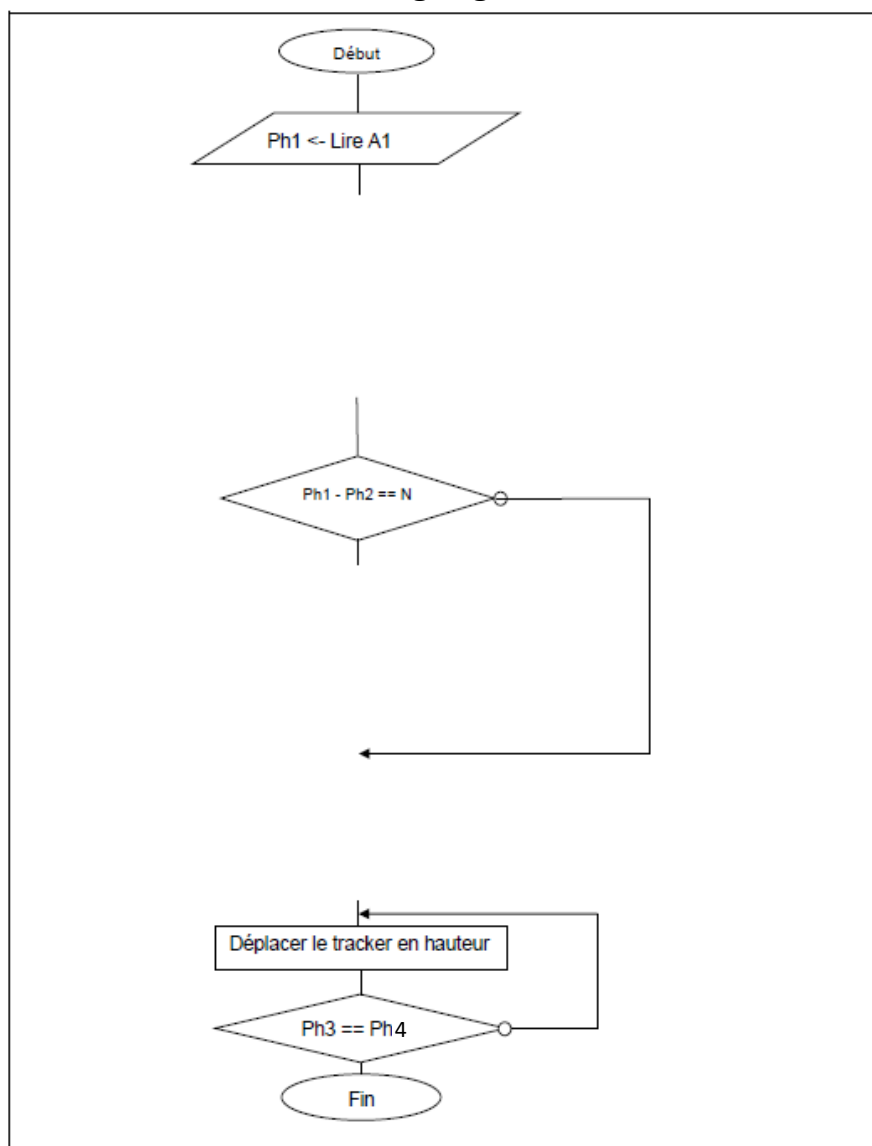 Début
Ph1 <- Lire A1
Ph1 - Ph2 == N
Déplacer le tracker en hauteur
Ph3 == Ph4
Fin